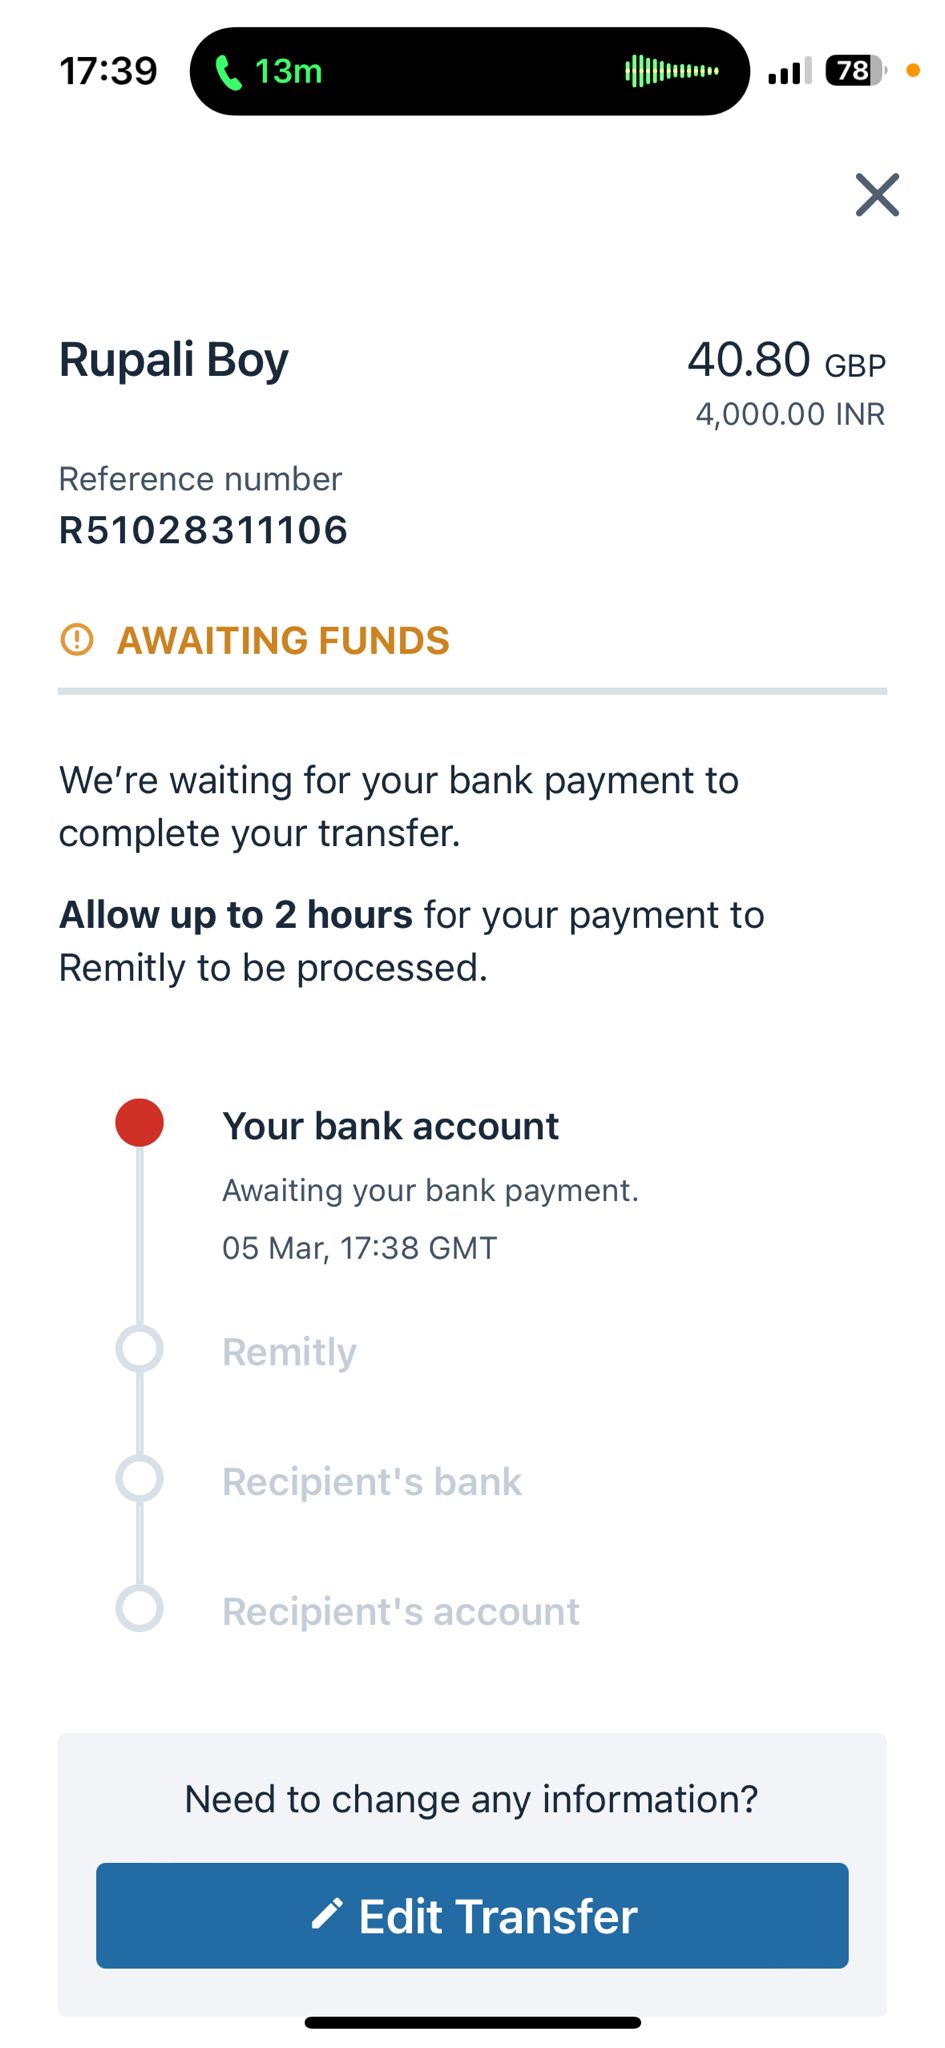 17:39
13m
78
Rupali Boy
40.80 GBP
4,000.00 INR
Reference number
R51028311106
AWAITING FUNDS
We’re waiting for your bank payment to
complete your transfer.
Allow up to 2 hours for your payment to
Remitly to be processed.
Your bank account
Awaiting your bank payment.
05 Mar, 17:38 GMT
Remitly
Recipient's bank
Recipient's account
Need to change any information?
Edit Transfer